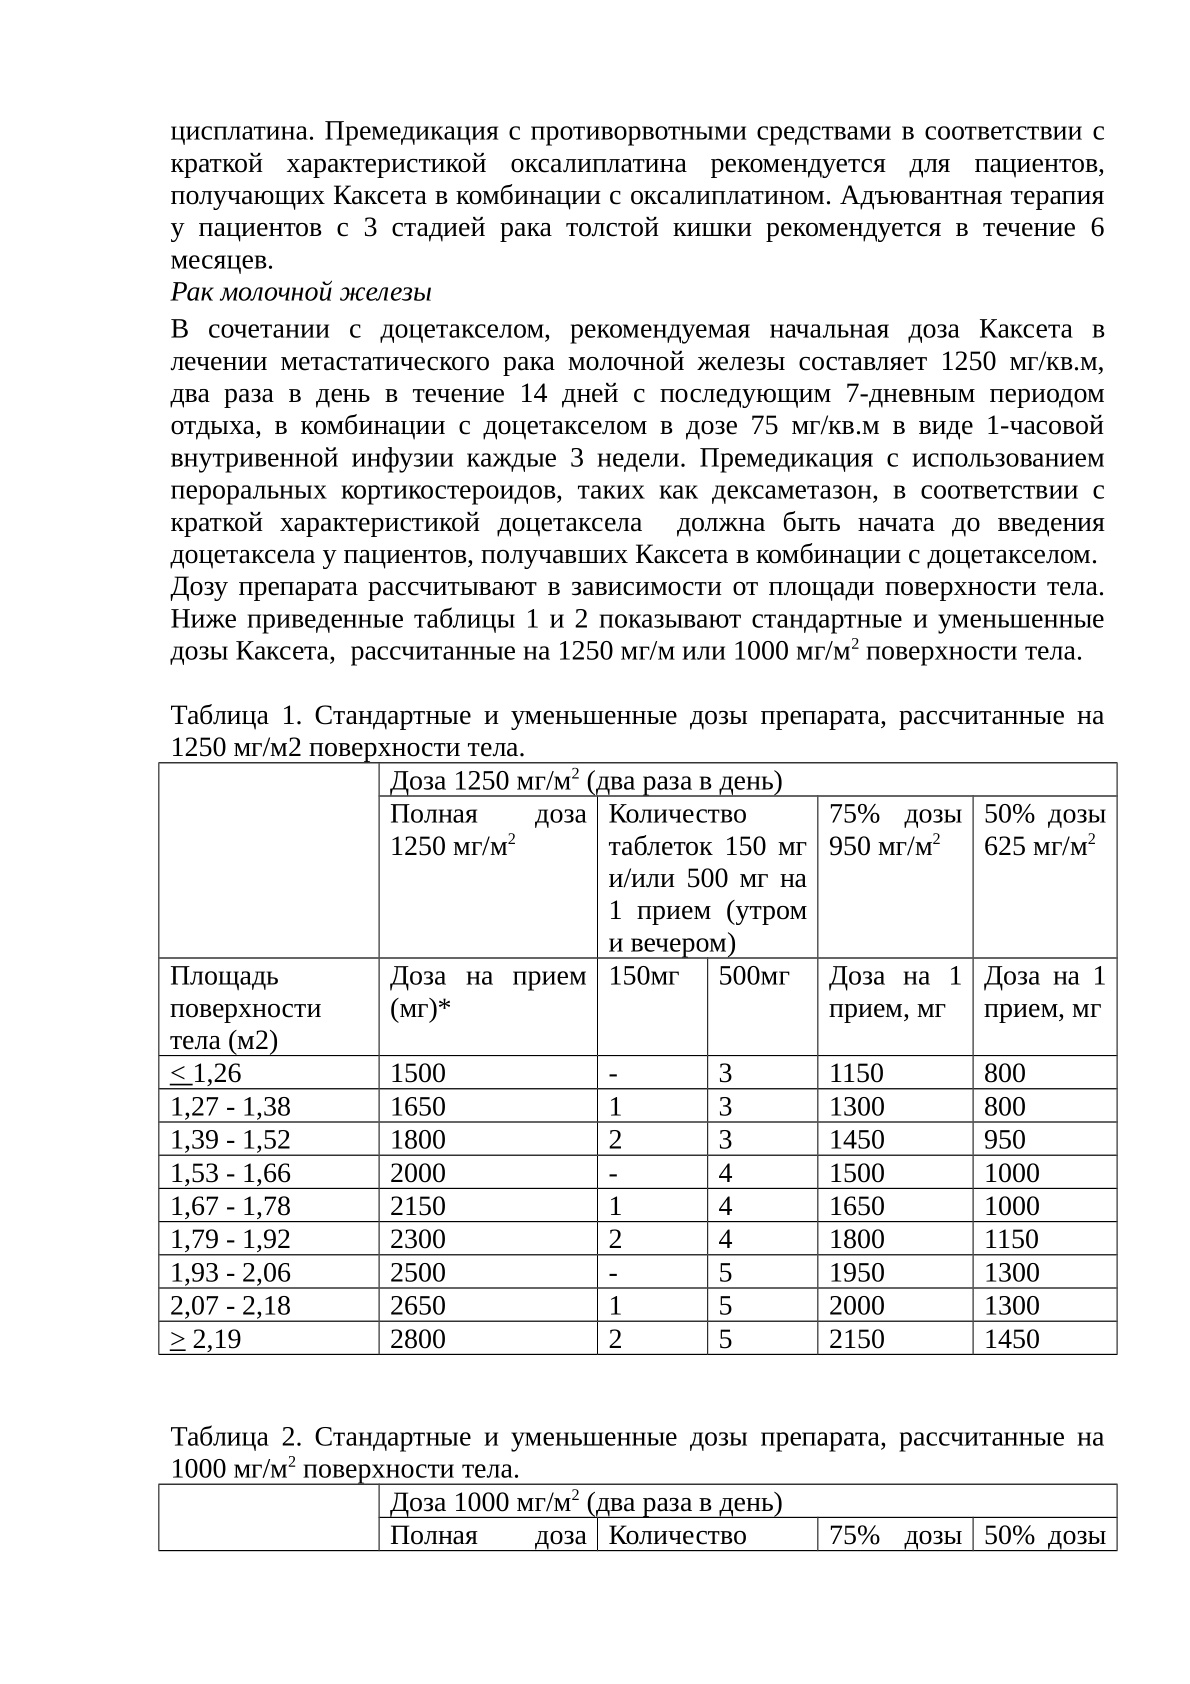 цисплатина. Премедикация с противорвотными средствами в соответствии с
краткой характеристикой оксалиплатина рекомендуется для пациентов,
получающих Каксета в комбинации с оксалиплатином. Адъювантная терапия
у пациентов с 3 стадией рака толстой кишки рекомендуется в течение 6
месяцев.
Рак молочной железы
В сочетании с доцетакселом, рекомендуемая начальная доза Каксета в
лечении метастатического рака молочной железы составляет 1250 мг/кв.м,
два раза в день в течение 14 дней с последующим 7-дневным периодом
отдыха, в комбинации с доцетакселом в дозе 75 мг/кв.м в виде 1-часовой
внутривенной инфузии каждые 3 недели. Премедикация с использованием
пероральных кортикостероидов, таких как дексаметазон, в соответствии с
краткой характеристикой доцетаксела должна быть начата до введения
доцетаксела у пациентов, получавших Каксета в комбинации с доцетакселом.
Дозу препарата рассчитывают в зависимости от площади поверхности тела.
Ниже приведенные таблицы 1 и 2 показывают стандартные и уменьшенные
дозы Каксета, рассчитанные на 1250 мг/м или 1000 мг/м² поверхности тела.
Таблица 1. Стандартные и уменьшенные дозы препарата, рассчитанные на
1250 мг/м2 поверхности тела.
Доза 1250 мг/м² (два раза в день)
Полная доза Количество 75% дозы 50% дозы
1250 мг/м² таблеток 150 мг 950 мг/м² 625 мг/м²
и/или 500 мг на
1 прием (утром
и вечером)
Площадь Доза на прием 150мг 500мг Доза на 1 Доза на 1
поверхности (мг)* прием, мг прием, мг
тела (м2)
< 1,26 1500 - 3 1150 800
1,27 - 1,38 1650 1 3 1300 800
1,39 - 1,52 1800 2 3 1450 950
1,53 - 1,66 2000 - 4 1500 1000
1,67 - 1,78 2150 1 4 1650 1000
1,79 - 1,92 2300 2 4 1800 1150
1,93 - 2,06 2500 - 5 1950 1300
2,07 - 2,18 2650 1 5 2000 1300
> 2,19 2800 2 5 2150 1450
Таблица 2. Стандартные и уменьшенные дозы препарата, рассчитанные на
1000 мг/м² поверхности тела.
Доза 1000 мг/м² (два раза в день)
Полная доза Количество 75% дозы 50% дозы